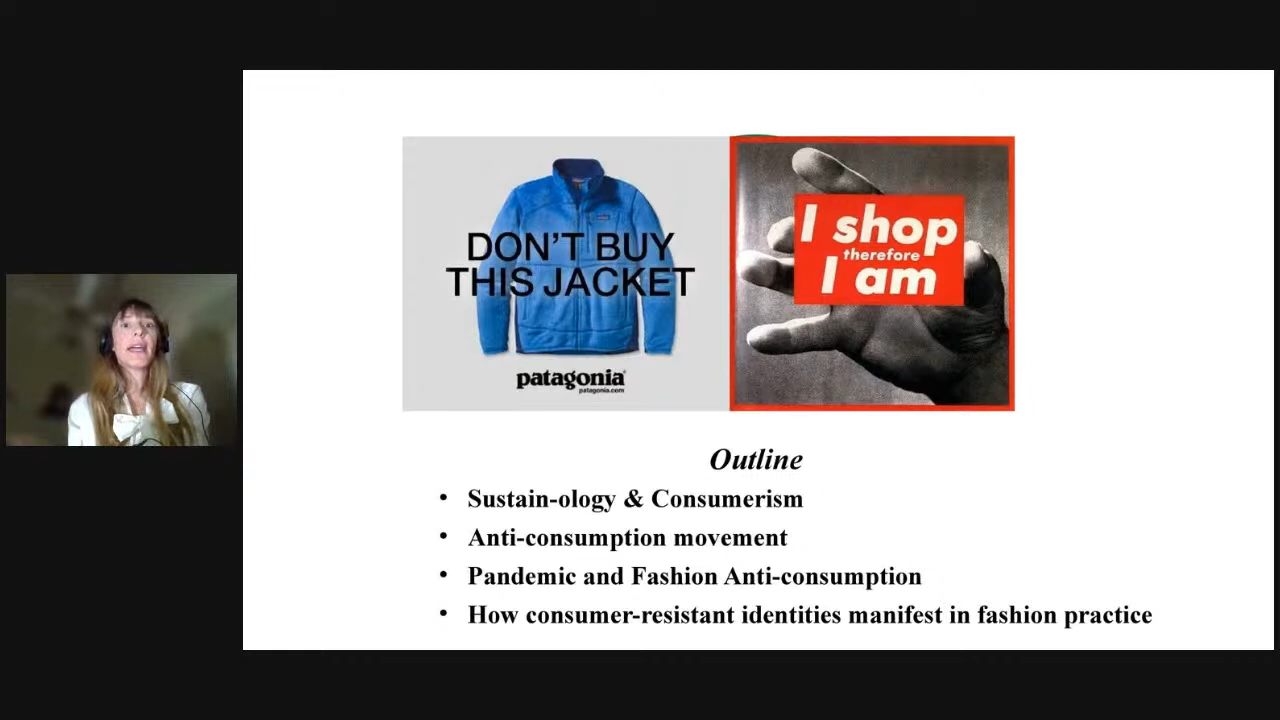 DON'T BUY
THIS JACKET
patagonia
patagonia.com
I shop
therefore
I am
Outline
• Sustain-ology & Consumerism
• Anti-consumption movement
• Pandemic and Fashion Anti-consumption
• How consumer-resistant identities manifest in fashion practice